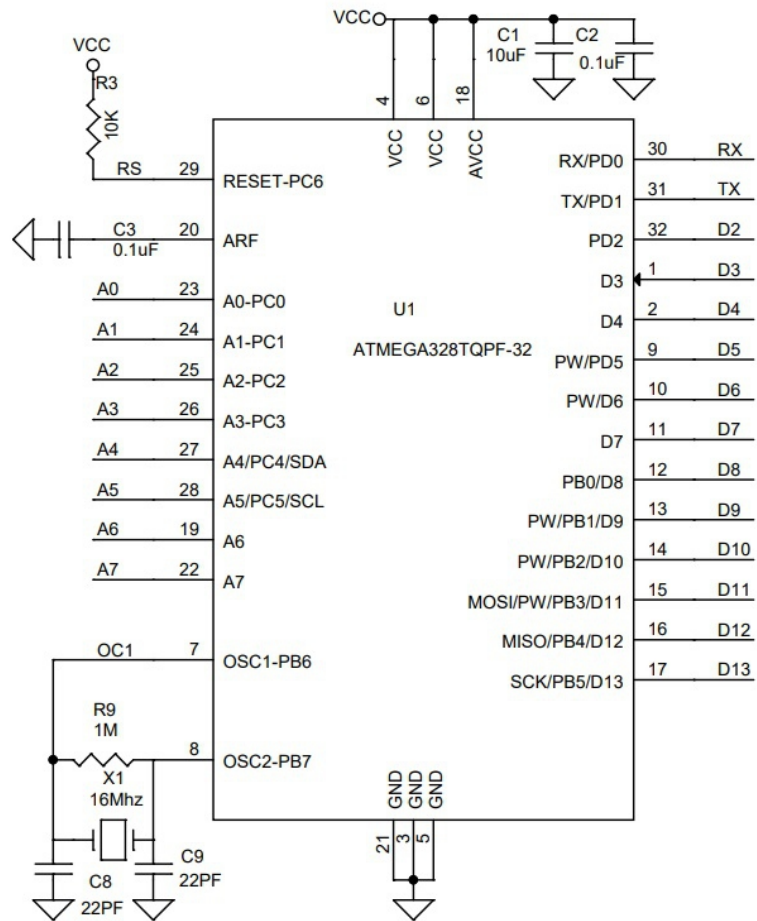 VCC
C1
10uF
C2
0.1uF
VCC
R3
10K
RS 29 RESET-PC6
C3
0.1uF
20 ARF
A0 23 A0-PC0
A1 24 A1-PC1
A2 25 A2-PC2
A3 26 A3-PC3
A4 27 A4/PC4/SDA
A5 28 A5/PC5/SCL
A6 19 A6
A7 22 A7
OC1 7 OSC1-PB6
R9
1M
8 OSC2-PB7
X1
16Mhz
C8
22PF
C9
22PF
4 VCC
6 VCC
18 AVCC
U1
ATMEGA328TQPF-32
RX/PD0 30 RX
TX/PD1 31 TX
PD2 32 D2
D3 1 D3
D4 2 D4
PW/PD5 9 D5
PW/D6 10 D6
D7 11 D7
PB0/D8 12 D8
PW/PB1/D9 13 D9
PW/PB2/D10 14 D10
MOSI/PW/PB3/D11 15 D11
MISO/PB4/D12 16 D12
SCK/PB5/D13 17 D13
21 GND
3 GND
5 GND